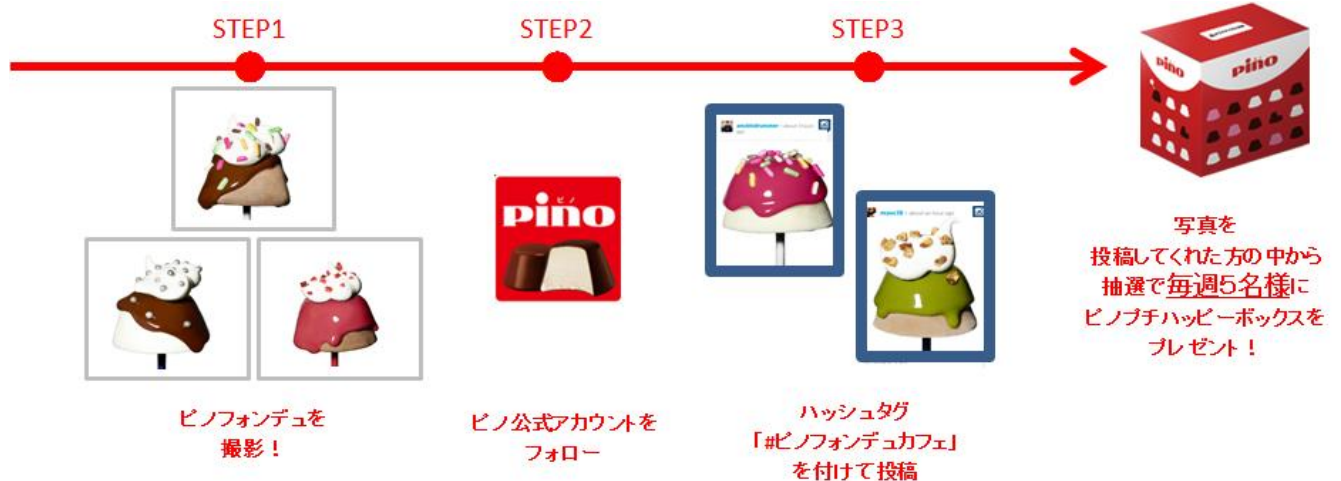 STEP1
STEP2
STEP3
ピノフォンデュを
撮影！
ピノ
pino
ピノ公式アカウントを
フォロー
ハッシュタグ
「#ピノフォンデュカフェ」
を付けて投稿
pino
pino
写真を
投稿してくれた方の中から
抽選で毎週5名様に
ピノプチハッピーボックスを
プレゼント！